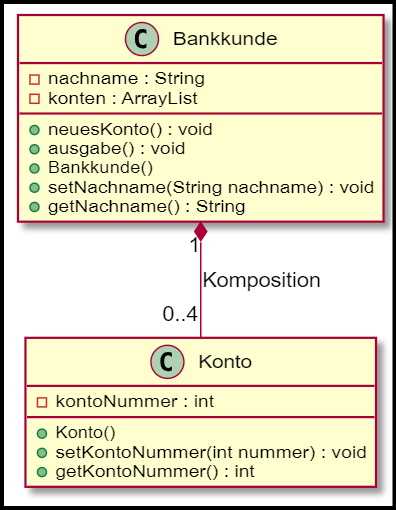 C Bankkunde
nachname : String
konten : ArrayList
neuesKonto() : void
ausgabe() : void
Bankkunde()
setNachname(String nachname) : void
getNachname() : String
1
Komposition
0..4
C Konto
kontoNummer : int
Konto()
setKontoNummer(int nummer) : void
getKontoNummer() : int